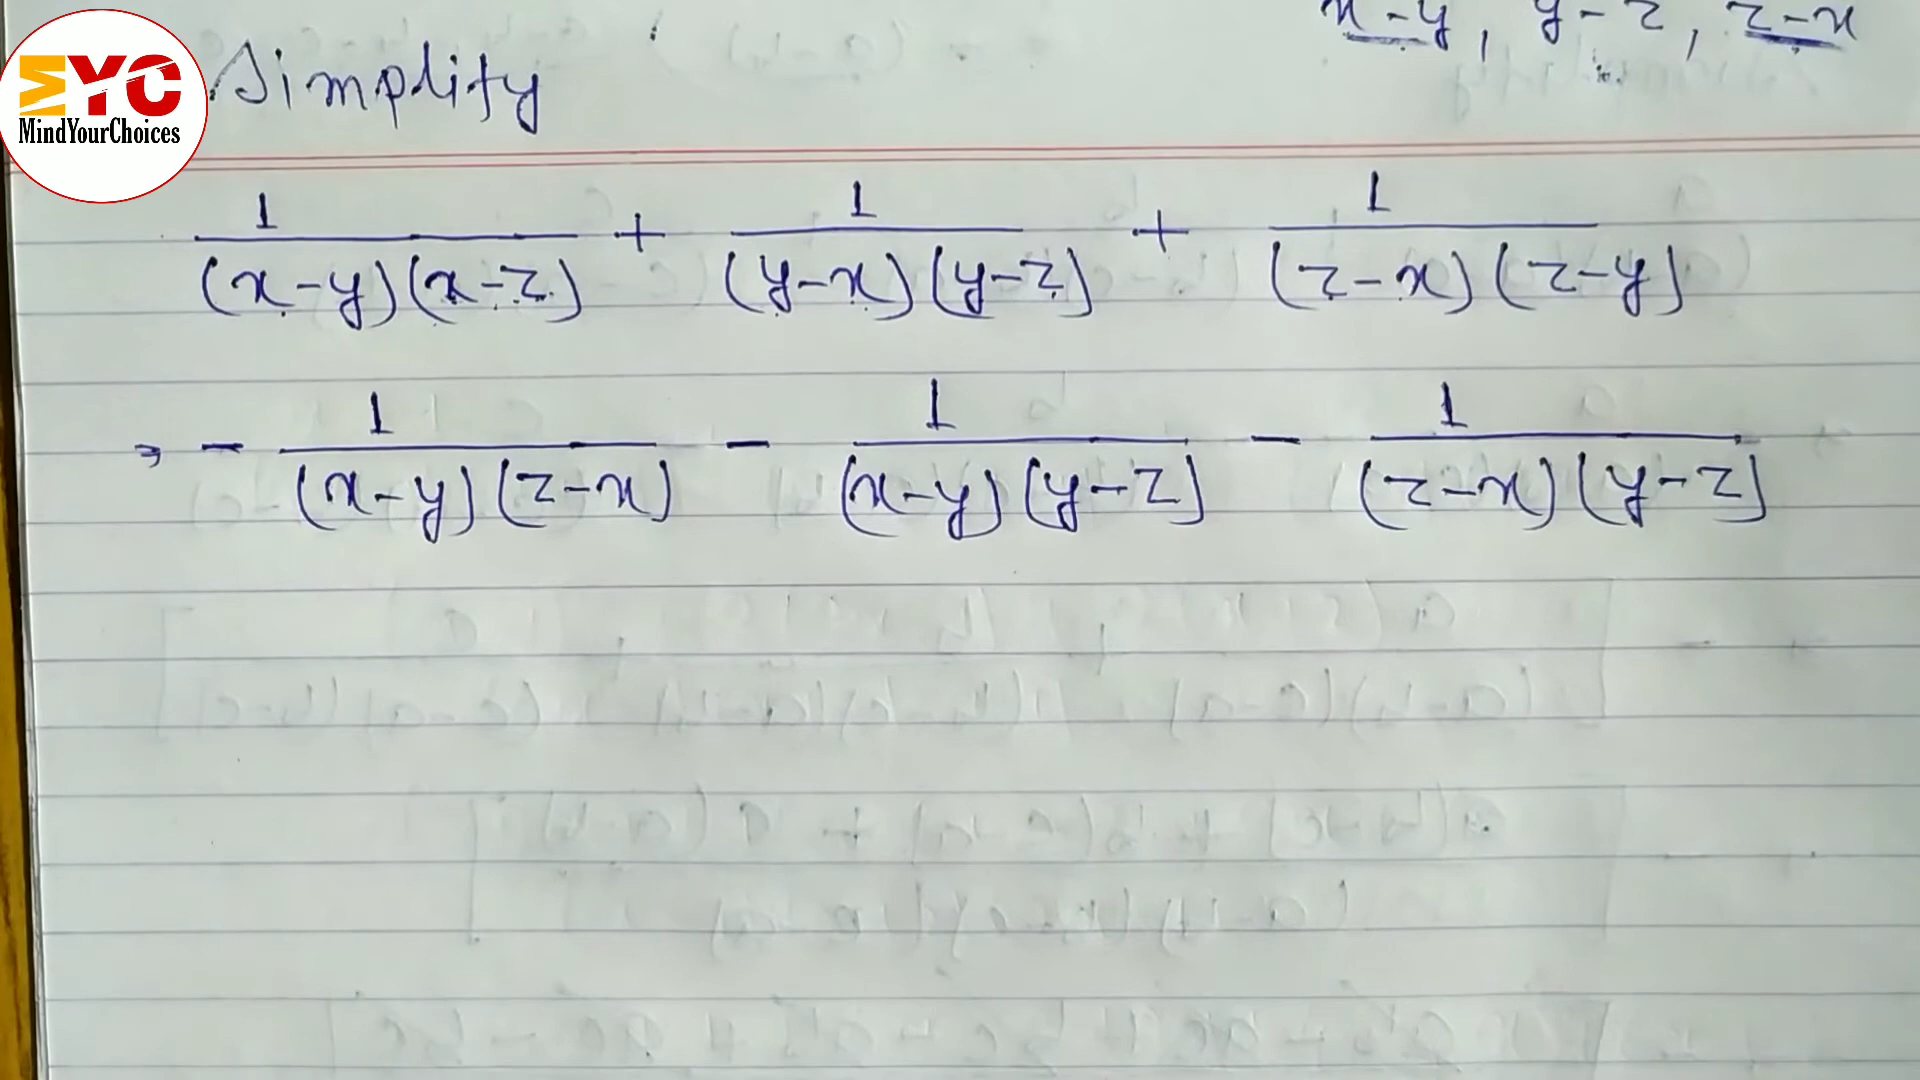 x-y, y-z, z-x
MYC
MindYourChoices
Simplify
1/((x-y)(x-z)) + 1/((y-x)(y-z)) + 1/((z-x)(z-y))
= - 1/((x-y)(z-x)) - 1/((x-y)(y-z)) - 1/((z-x)(y-z))